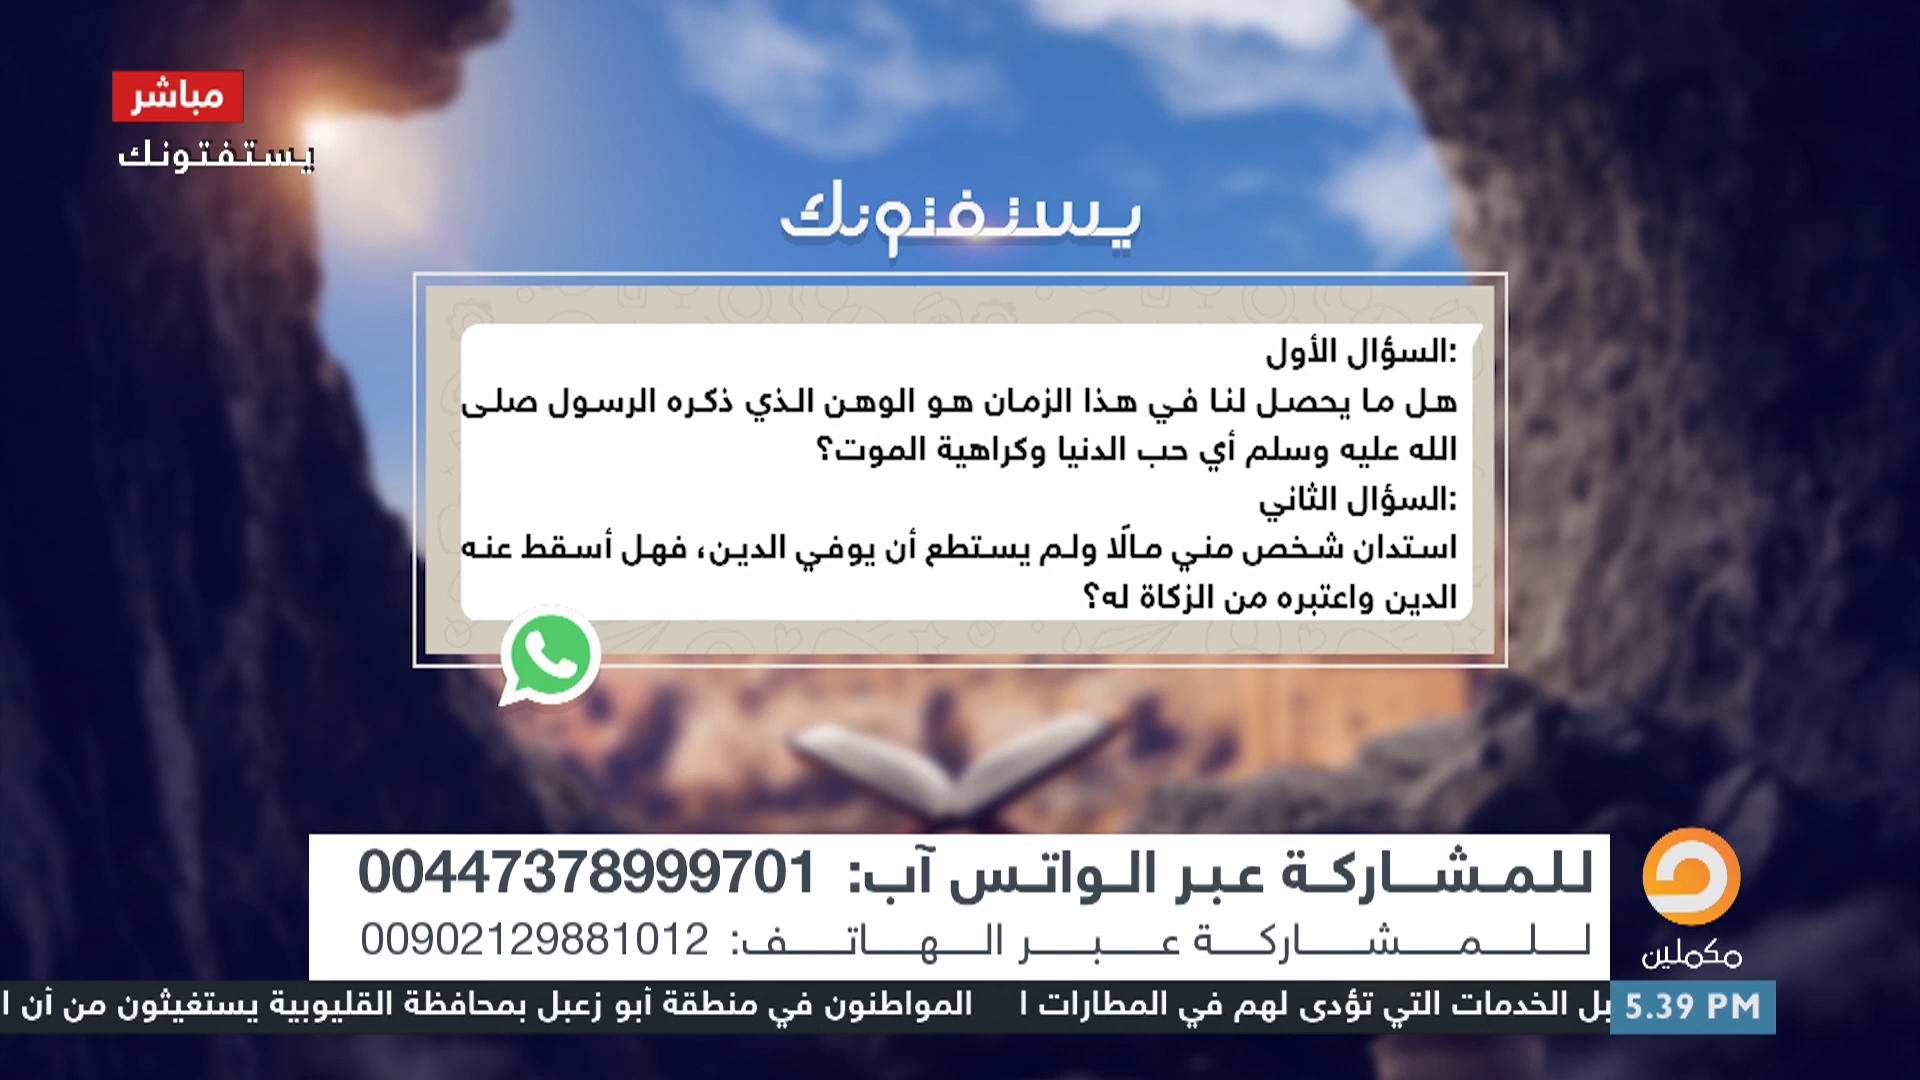 مباشر
يستفتونك
يستفتونك
السؤال الأول:
هل ما يحصل لنا في هذا الزمان هو الوهن الذي ذكره الرسول صلى
الله عليه وسلم أي حب الدنيا وكراهية الموت؟
السؤال الثاني:
استدان شخص مني مالًا ولم يستطع أن يوفي الدين، فهل أسقط عنه
الدين واعتبره من الزكاة له؟
للمشاركة عبر الواتس آب: 00447378999701
للمشاركة عبر الهاتف: 00902129881012
مكملين
يل الخدمات التي تؤدى لهم في المطارات ا المواطنون في منطقة أبو زعبل بمحافظة القليوبية يستغيثون من أن ا
5.39 PM